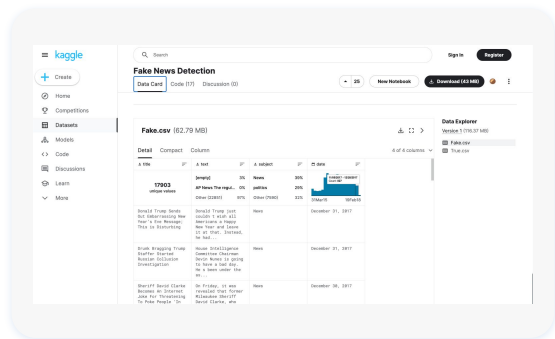 kaggle
Search
Sign In
Register
Create
Home
Competitions
Datasets
Models
Code
Discussions
Learn
More
Fake News Detection
Data Card
Code (17)
Discussion (0)
25
New Notebook
Download (43 MB)
Fake.csv (62.79 MB)
Detail
Compact
Column
4 of 4 columns
title
text
subject
date
17903
unique values
[empty] 3%
AP News The regul... 0%
Other (22851) 97%
News 39%
politics 29%
Other (7590) 32%
31Mar15
19Feb18
Donald Trump Sends
Out Embarrassing New
Year's Eve Message;
This is Disturbing
Donald Trump just
couldn t wish all
Americans a Happy
New Year and leave
it at that. Instead,
he had...
News
December 31, 2017
Drunk Bragging Trump
Staffer Started
Russian Collusion
Investigation
House Intelligence
Committee Chairman
Devin Nunes is going
to have a bad day.
He s been under the
as...
News
December 31, 2017
Sheriff David Clarke
Becomes An Internet
Joke For Threatening
To Poke People 'In
On Friday, it was
revealed that former
Milwaukee Sheriff
David Clarke, who
News
December 30, 2017
Data Explorer
Version 1 (116.37 MB)
Fake.csv
True.csv